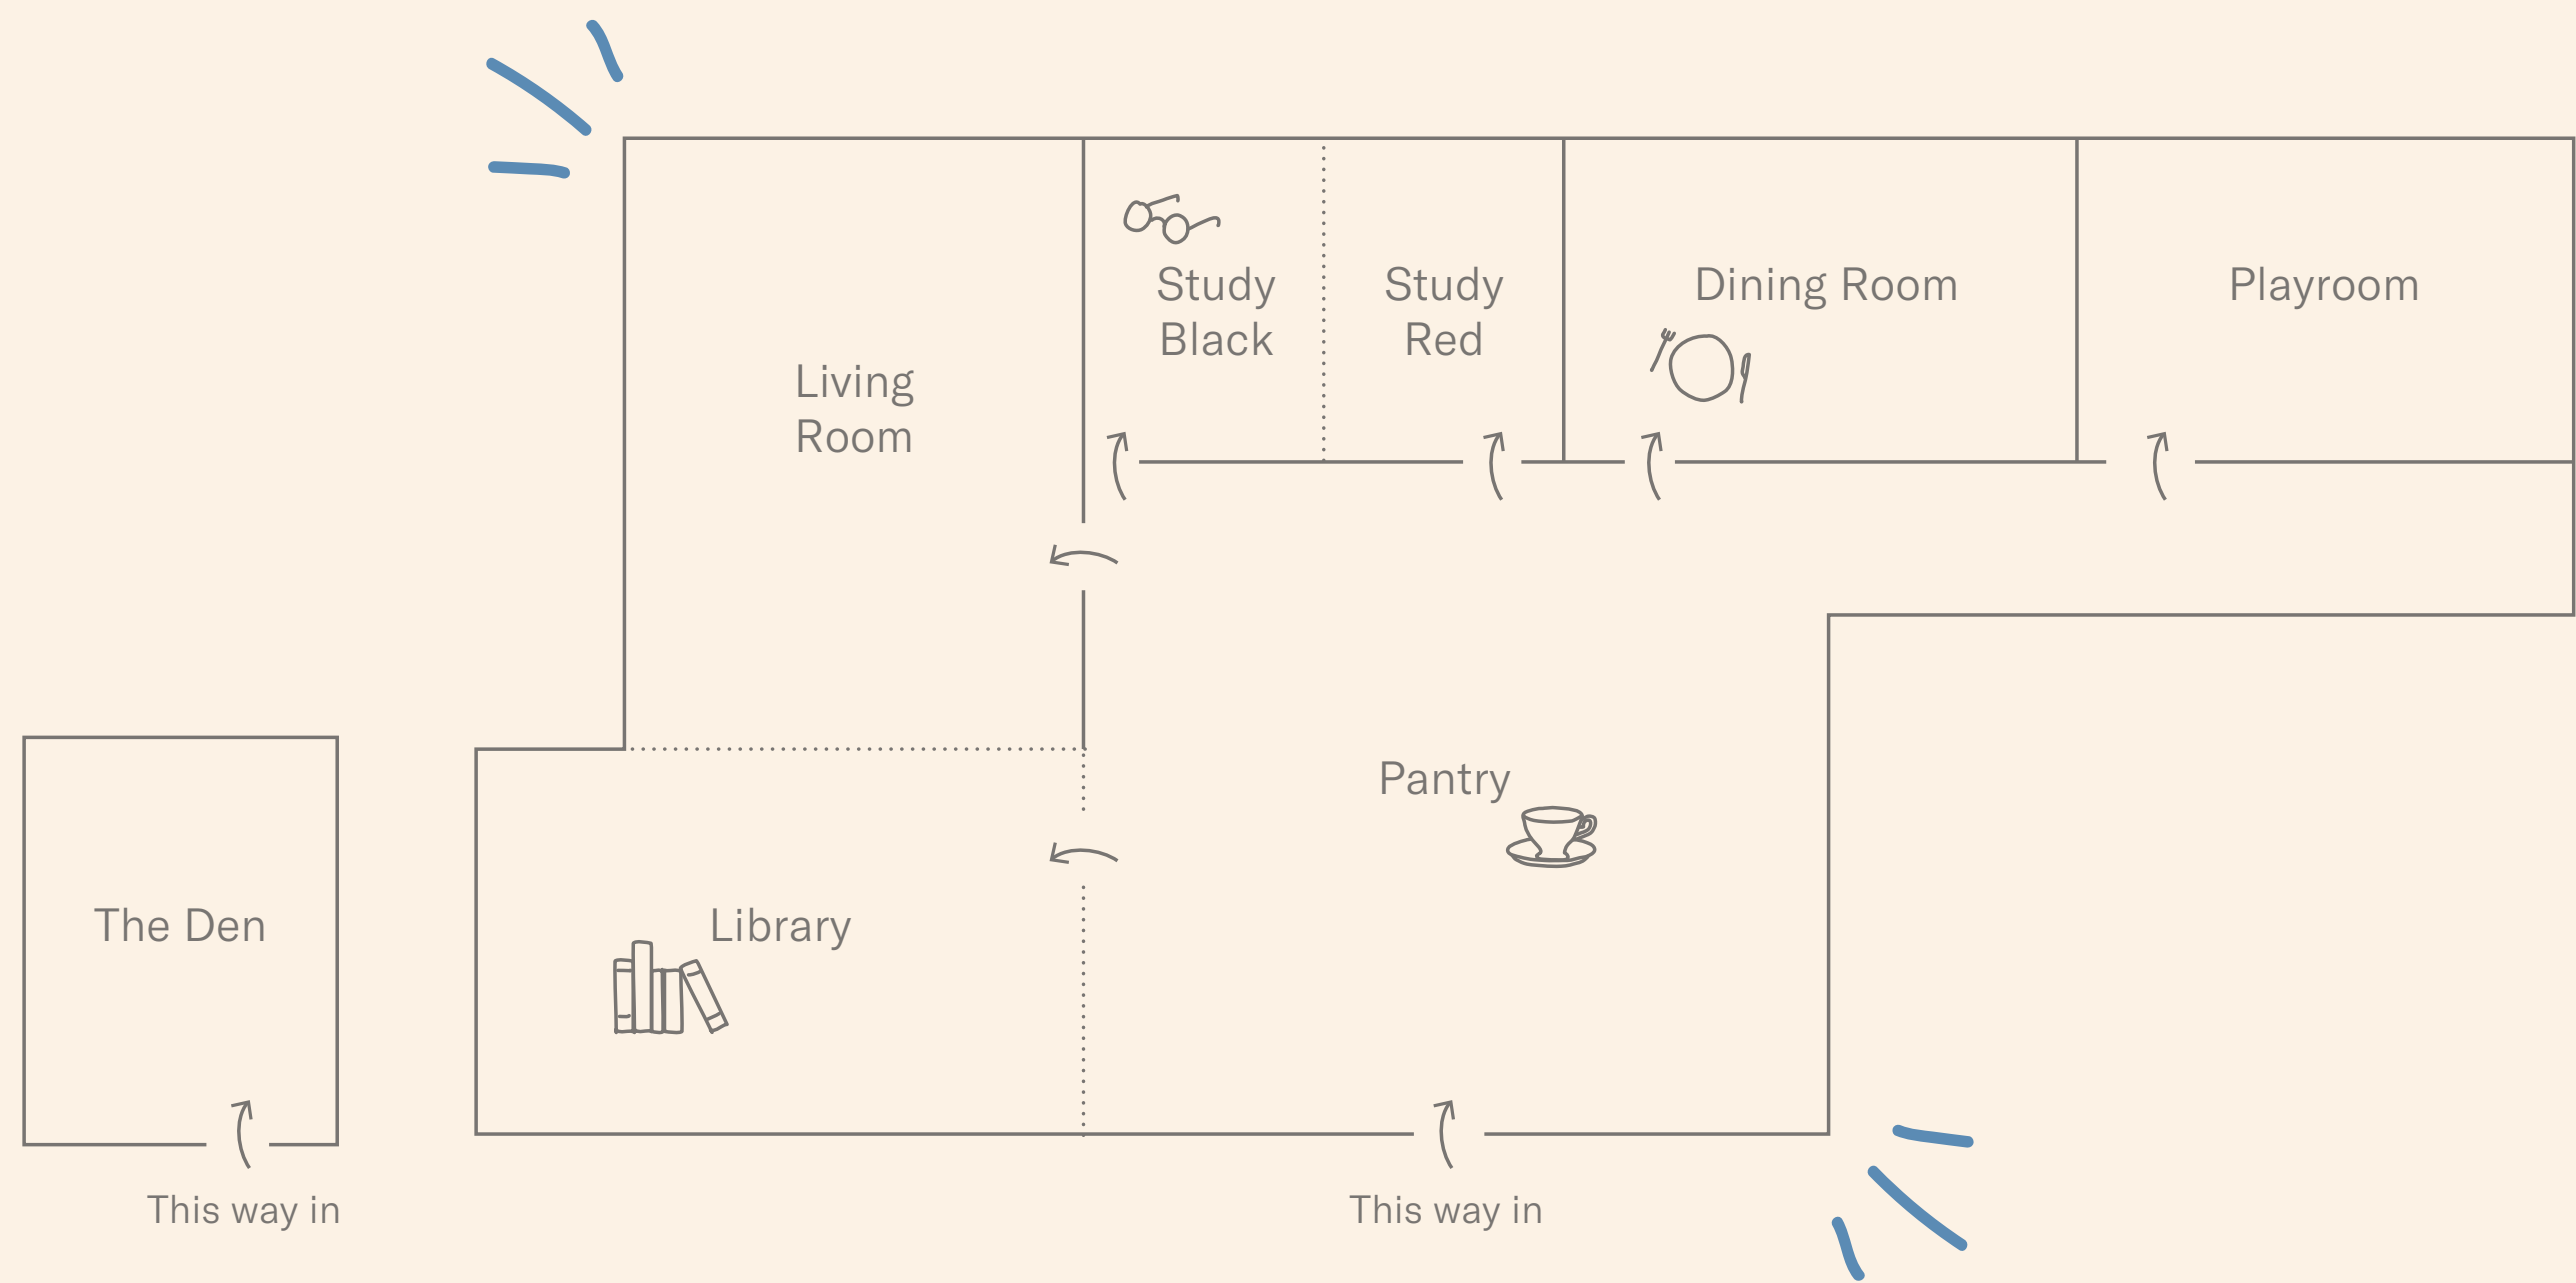 Living
Room
Study
Black
Study
Red
Dining Room
Playroom
Pantry
The Den
Library
This way in
This way in